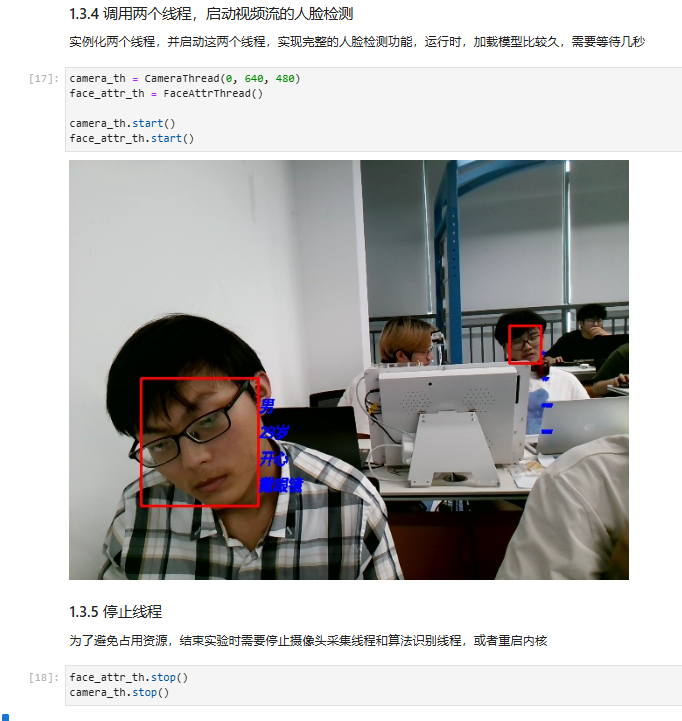 1.3.4 调用两个线程，启动视频流的人脸检测
实例化两个线程，并启动这两个线程，实现完整的人脸检测功能，运行时，加载模型比较久，需要等待几秒
[17]:
camera_th = CameraThread(0, 640, 480)
face_attr_th = FaceAttrThread()
camera_th.start()
face_attr_th.start()
男
29岁
开心
戴眼镜
1.3.5 停止线程
为了避免占用资源，结束实验时需要停止摄像头采集线程和算法识别线程，或者重启内核
[18]:
face_attr_th.stop()
camera_th.stop()